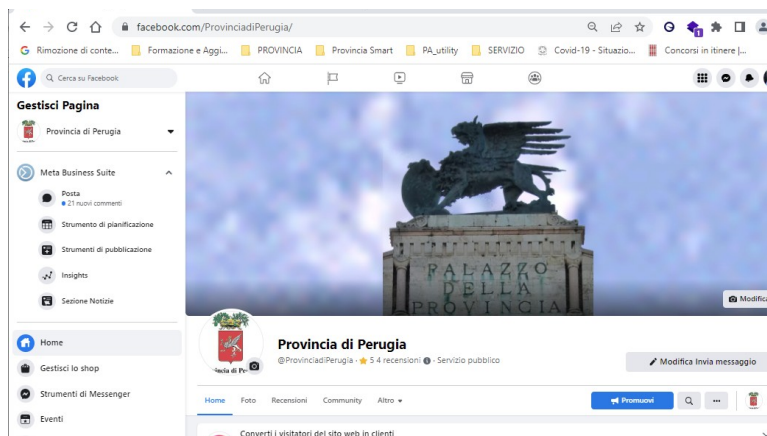 facebook.com/ProvinciadiPerugia/
Rimozione di conte...
Formazione e Aggi...
PROVINCIA
Provincia Smart
PA_utility
SERVIZIO
Covid-19 - Situazio...
Concorsi in itinere |...
Cerca su Facebook
Gestisci Pagina
Provincia di Perugia
Meta Business Suite
Posta
21 nuovi commenti
Strumento di pianificazione
Strumenti di pubblicazione
Insights
Sezione Notizie
Home
Gestisci lo shop
Strumenti di Messenger
Eventi
PALAZZO
DELLA
PROVINCIA
Modifica
Provincia di Perugia
@ProvinciadiPerugia · 5 4 recensioni · Servizio pubblico
Modifica Invia messaggio
Home Foto Recensioni Community Altro
Promuovi
Converti i visitatori del sito web in clienti